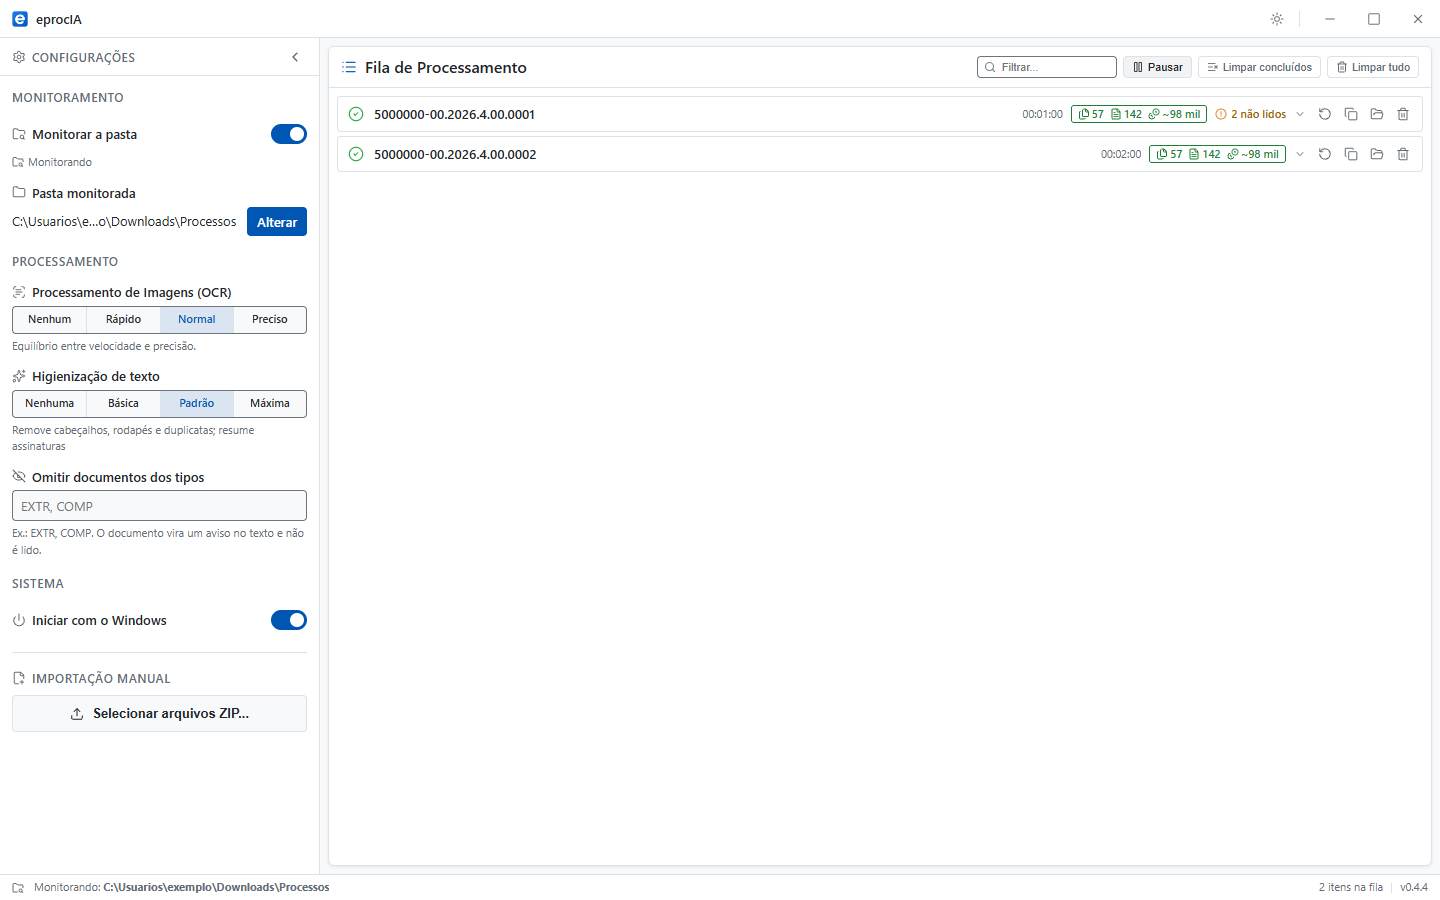 eprocIA
CONFIGURAÇÕES
MONITORAMENTO
Monitorar a pasta
Monitorando
Pasta monitorada
C:\Usuarios\e...o\Downloads\Processos
Alterar
PROCESSAMENTO
Processamento de Imagens (OCR)
Nenhum Rápido Normal Preciso
Equilíbrio entre velocidade e precisão.
Higienização de texto
Nenhuma Básica Padrão Máxima
Remove cabeçalhos, rodapés e duplicatas; resume
assinaturas
Omitir documentos dos tipos
EXTR, COMP
Ex.: EXTR, COMP. O documento vira um aviso no texto e não
é lido.
SISTEMA
Iniciar com o Windows
IMPORTAÇÃO MANUAL
Selecionar arquivos ZIP...
Fila de Processamento
Filtrar...
Pausar
Limpar concluídos
Limpar tudo
5000000-00.2026.4.00.0001 00:01:00 57 142 ~98 mil 2 não lidos
5000000-00.2026.4.00.0002 00:02:00 57 142 ~98 mil
Monitorando: C:\Usuarios\exemplo\Downloads\Processos
2 itens na fila
v0.4.4